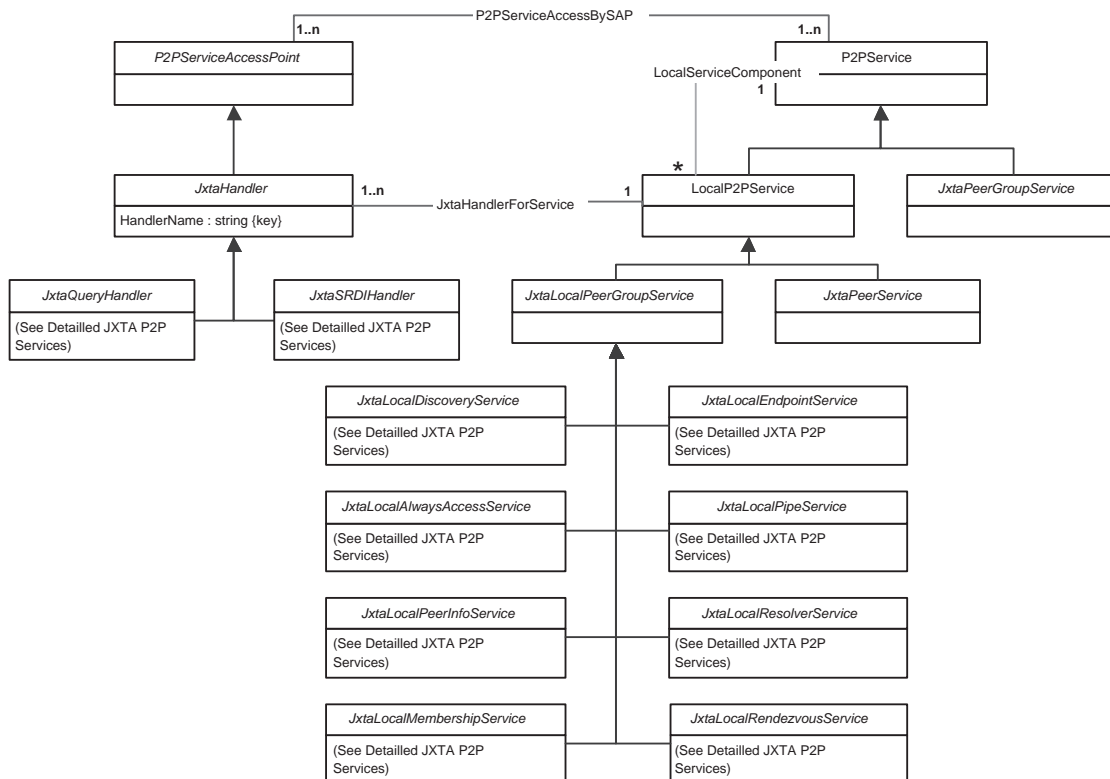 P2PServiceAccessBySAP
1..n
1..n
P2PServiceAccessPoint
P2PService
LocalServiceComponent
1
*
JxtaHandler
HandlerName : string {key}
1..n
JxtaHandlerForService
1
LocalP2PService
JxtaPeerGroupService
JxtaQueryHandler
(See Detailled JXTA P2P
Services)
JxtaSRDIHandler
(See Detailled JXTA P2P
Services)
JxtaLocalPeerGroupService
JxtaPeerService
JxtaLocalDiscoveryService
(See Detailled JXTA P2P
Services)
JxtaLocalEndpointService
(See Detailled JXTA P2P
Services)
JxtaLocalAlwaysAccessService
(See Detailled JXTA P2P
Services)
JxtaLocalPipeService
(See Detailled JXTA P2P
Services)
JxtaLocalPeerInfoService
(See Detailled JXTA P2P
Services)
JxtaLocalResolverService
(See Detailled JXTA P2P
Services)
JxtaLocalMembershipService
(See Detailled JXTA P2P
Services)
JxtaLocalRendezvousService
(See Detailled JXTA P2P
Services)